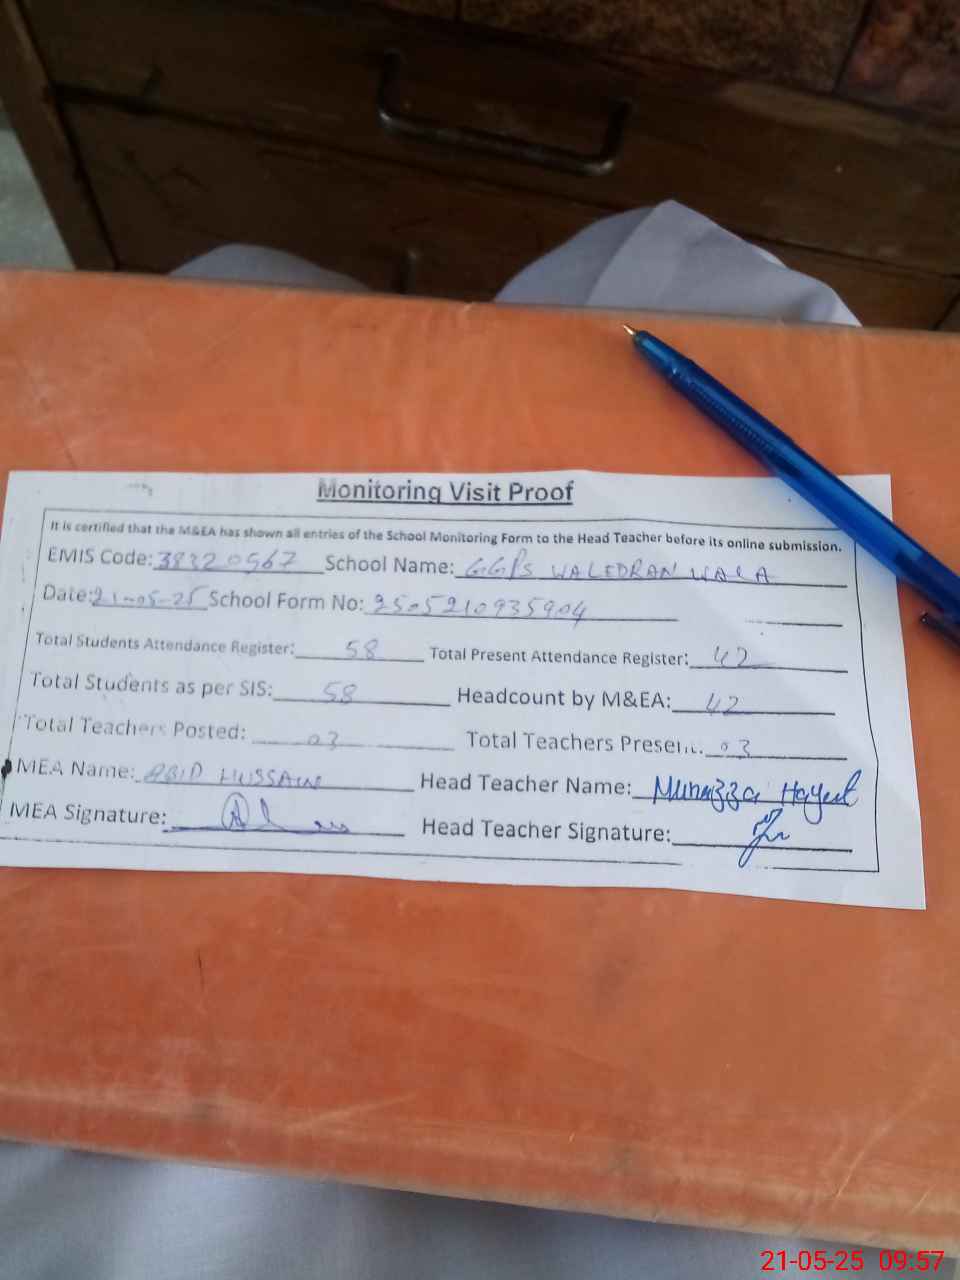 Monitoring Visit Proof
It is certified that the M&EA has shown all entries of the School Monitoring Form to the Head Teacher before its online submission.
EMIS Code: 38320567 School Name: GGPS WALEDRAN WALA
Date: 21-05-25 School Form No: 2505210935904
Total Students Attendance Register: 58 Total Present Attendance Register: 42
Total Students as per SIS: 58 Headcount by M&EA: 42
Total Teachers Posted: 03 Total Teachers Present: 03
MEA Name: ABID HUSSAIN Head Teacher Name: Munazza Hayat
MEA Signature: Head Teacher Signature:
21-05-25 09:57